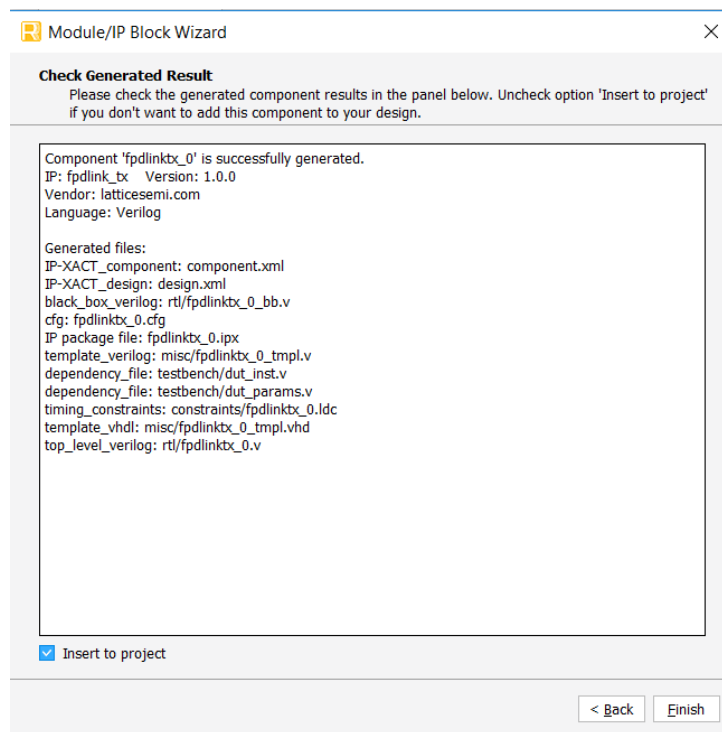 Module/IP Block Wizard
Check Generated Result
Please check the generated component results in the panel below. Uncheck option 'Insert to project'
if you don't want to add this component to your design.
Component 'fpdlinktx_0' is successfully generated.
IP: fpdlink_tx    Version: 1.0.0
Vendor: latticesemi.com
Language: Verilog
Generated files:
IP-XACT_component: component.xml
IP-XACT_design: design.xml
black_box_verilog: rtl/fpdlinktx_0_bb.v
cfg: fpdlinktx_0.cfg
IP package file: fpdlinktx_0.ipx
template_verilog: misc/fpdlinktx_0_tmpl.v
dependency_file: testbench/dut_inst.v
dependency_file: testbench/dut_params.v
timing_constraints: constraints/fpdlinktx_0.ldc
template_vhdl: misc/fpdlinktx_0_tmpl.vhd
top_level_verilog: rtl/fpdlinktx_0.v
Insert to project
< Back
Finish